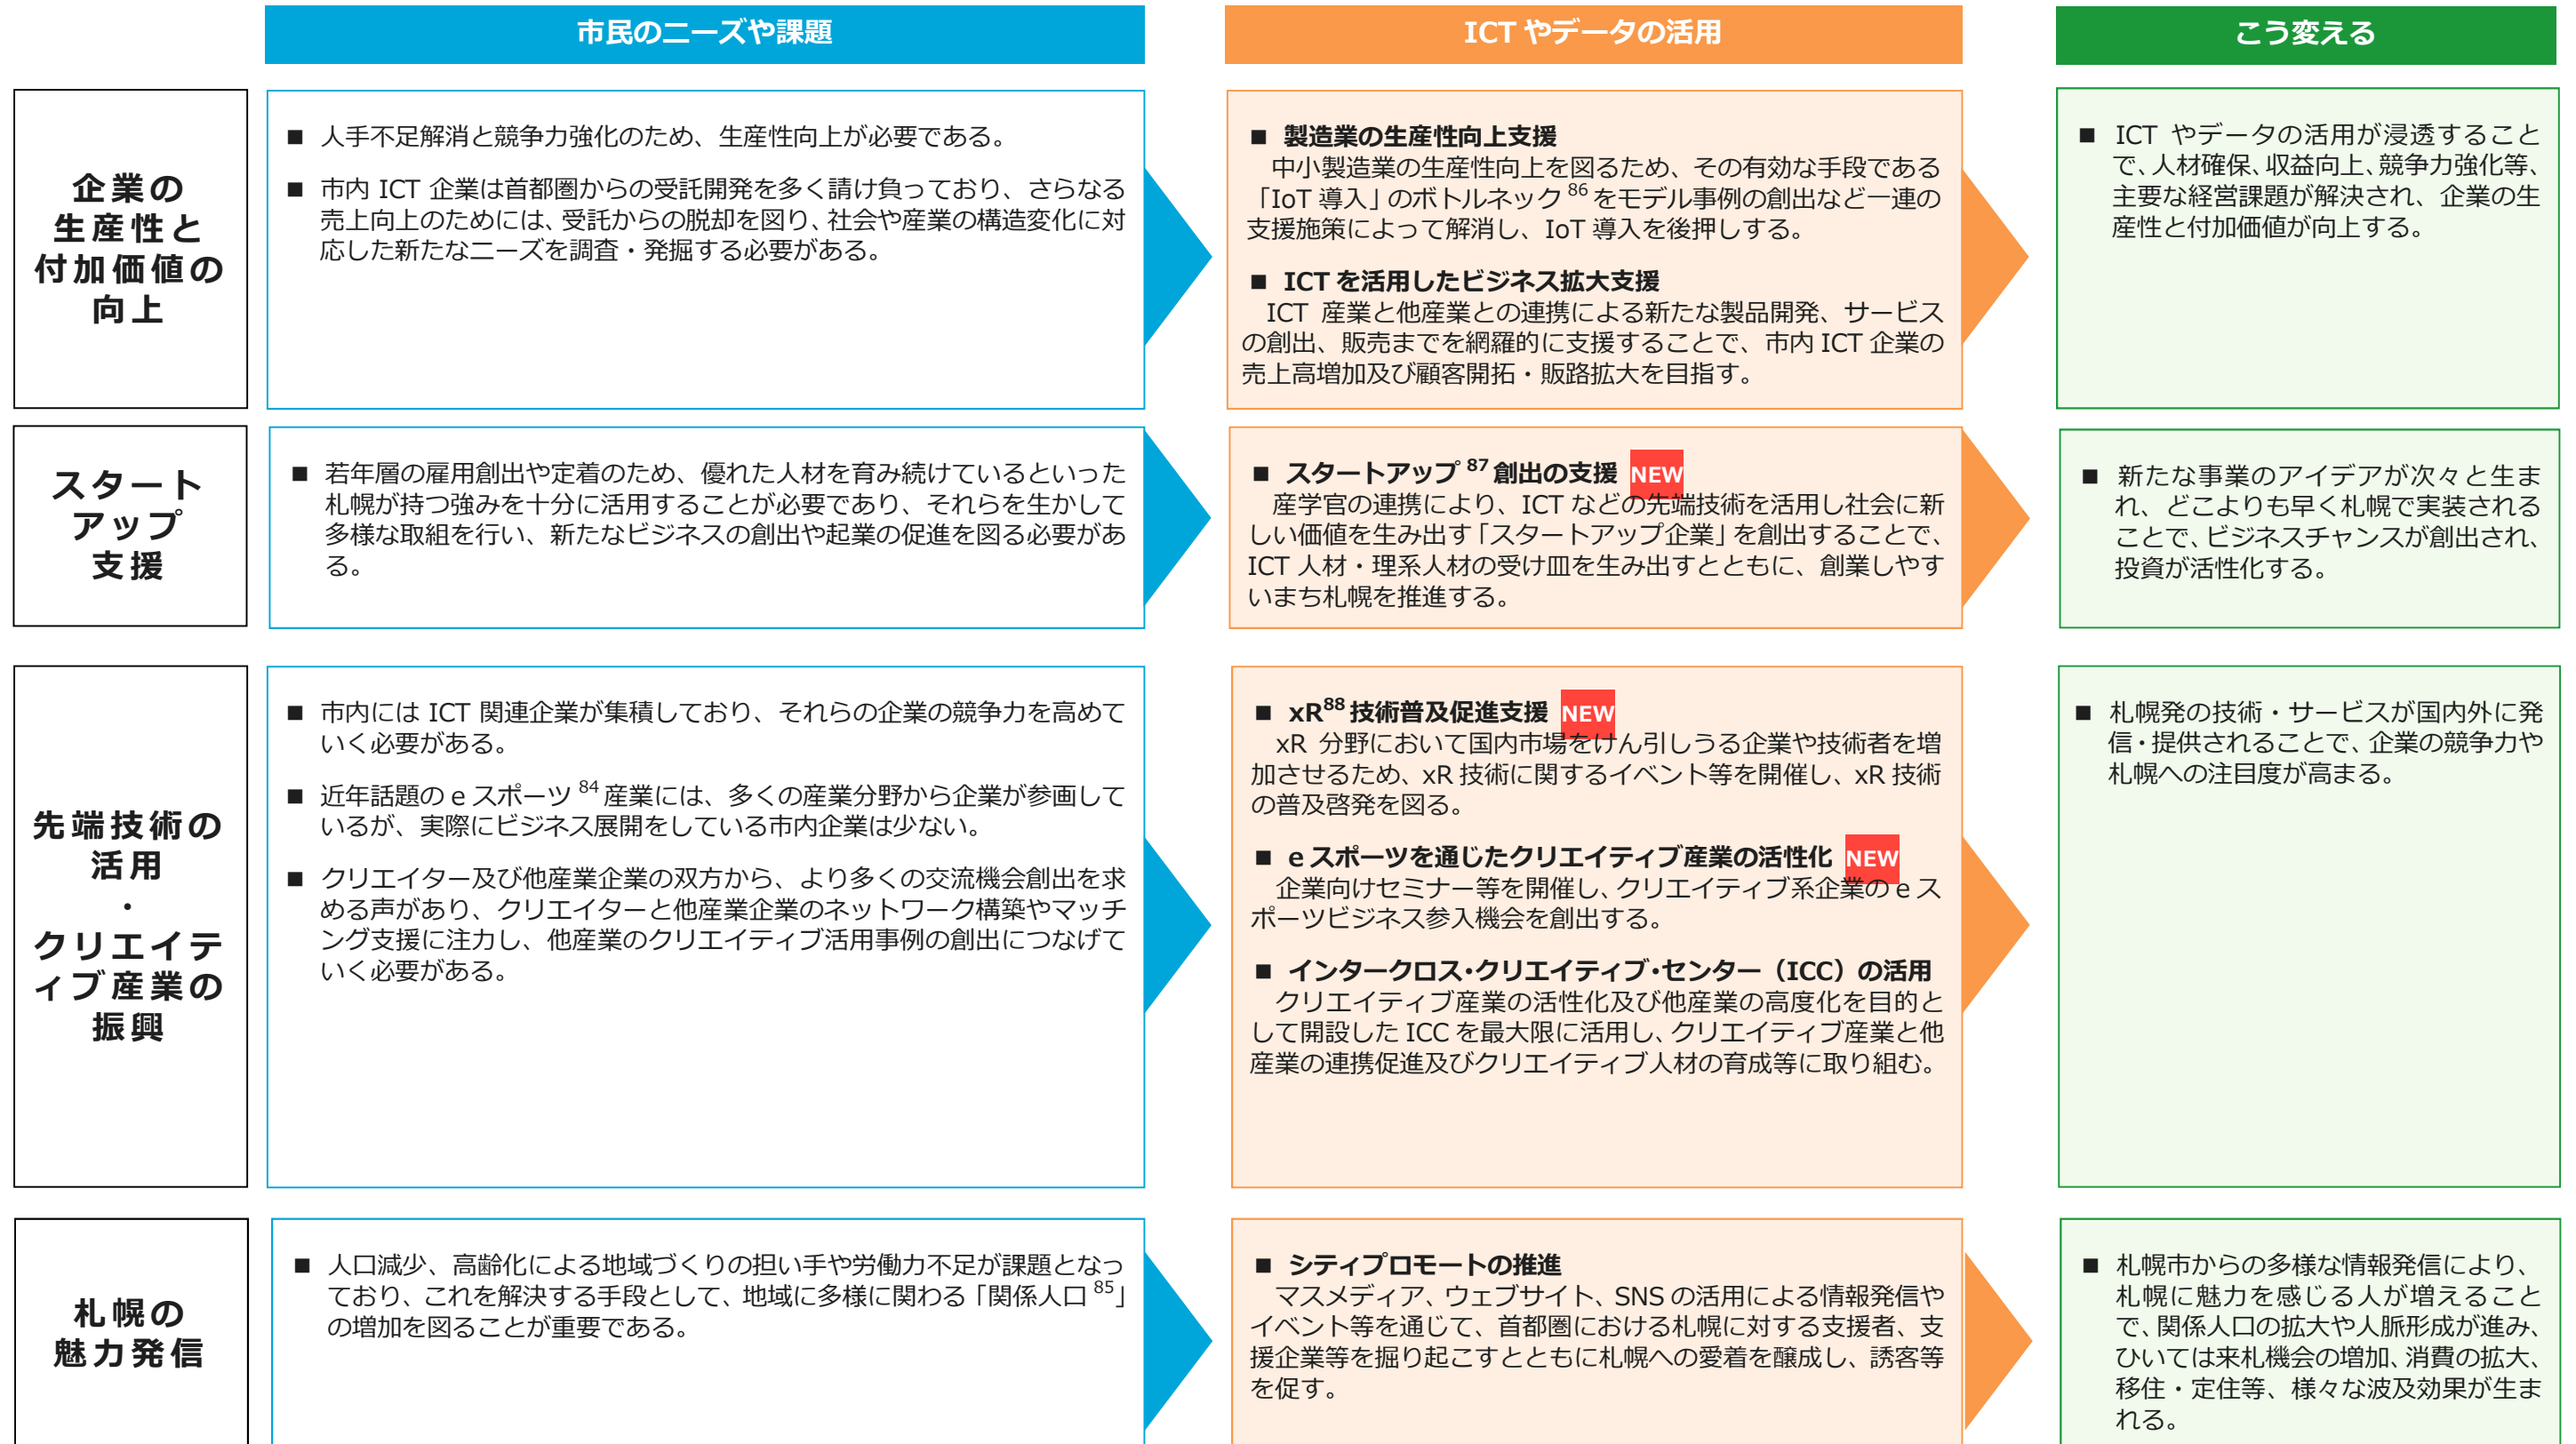 市民のニーズや課題
ICT やデータの活用
こう変える
企業の
生産性と
付加価値の
向上
■ 人手不足解消と競争力強化のため、生産性向上が必要である。
■ 市内 ICT 企業は首都圏からの受託開発を多く請け負っており、さらなる
売上向上のためには、受託からの脱却を図り、社会や産業の構造変化に対
応した新たなニーズを調査・発掘する必要がある。
■ 製造業の生産性向上支援
中小製造業の生産性向上を図るため、その有効な手段である
「IoT 導入」のボトルネック86をモデル事例の創出など一連の
支援施策によって解消し、IoT 導入を後押しする。
■ ICT を活用したビジネス拡大支援
ICT 産業と他産業との連携による新たな製品開発、サービス
の創出、販売までを網羅的に支援することで、市内 ICT 企業の
売上高増加及び顧客開拓・販路拡大を目指す。
■ ICT やデータの活用が浸透すること
で、人材確保、収益向上、競争力強化等、
主要な経営課題が解決され、企業の生
産性と付加価値が向上する。
スタート
アップ
支援
■ 若年層の雇用創出や定着のため、優れた人材を育み続けているといった
札幌が持つ強みを十分に活用することが必要であり、それらを生かして
多様な取組を行い、新たなビジネスの創出や起業の促進を図る必要があ
る。
■ スタートアップ87創出の支援 NEW
産学官の連携により、ICT などの先端技術を活用し社会に新
しい価値を生み出す「スタートアップ企業」を創出することで、
ICT 人材・理系人材の受け皿を生み出すとともに、創業しやす
いまち札幌を推進する。
■ 新たな事業のアイデアが次々と生ま
れ、どこよりも早く札幌で実装される
ことで、ビジネスチャンスが創出され、
投資が活性化する。
先端技術の
活用
・
クリエイテ
ィブ産業の
振興
■ 市内には ICT 関連企業が集積しており、それらの企業の競争力を高めて
いく必要がある。
■ 近年話題の e スポーツ84産業には、多くの産業分野から企業が参画して
いるが、実際にビジネス展開をしている市内企業は少ない。
■ クリエイター及び他産業企業の双方から、より多くの交流機会創出を求
める声があり、クリエイターと他産業企業のネットワーク構築やマッチ
ング支援に注力し、他産業のクリエイティブ活用事例の創出につなげて
いく必要がある。
■ xR88技術普及促進支援 NEW
xR 分野において国内市場をけん引しうる企業や技術者を増
加させるため、xR 技術に関するイベント等を開催し、xR 技術
の普及啓発を図る。
■ e スポーツを通じたクリエイティブ産業の活性化 NEW
企業向けセミナー等を開催し、クリエイティブ系企業の e ス
ポーツビジネス参入機会を創出する。
■ インタークロス・クリエイティブ・センター（ICC）の活用
クリエイティブ産業の活性化及び他産業の高度化を目的と
して開設した ICC を最大限に活用し、クリエイティブ産業と他
産業の連携促進及びクリエイティブ人材の育成等に取り組む。
■ 札幌発の技術・サービスが国内外に発
信・提供されることで、企業の競争力や
札幌への注目度が高まる。
札幌の
魅力発信
■ 人口減少、高齢化による地域づくりの担い手や労働力不足が課題となっ
ており、これを解決する手段として、地域に多様に関わる「関係人口85」
の増加を図ることが重要である。
■ シティプロモートの推進
マスメディア、ウェブサイト、SNS の活用による情報発信や
イベント等を通じて、首都圏における札幌に対する支援者、支
援企業等を掘り起こすとともに札幌への愛着を醸成し、誘客等
を促す。
■ 札幌市からの多様な情報発信により、
札幌に魅力を感じる人が増えること
で、関係人口の拡大や人脈形成が進み、
ひいては来札機会の増加、消費の拡大、
移住・定住等、様々な波及効果が生ま
れる。